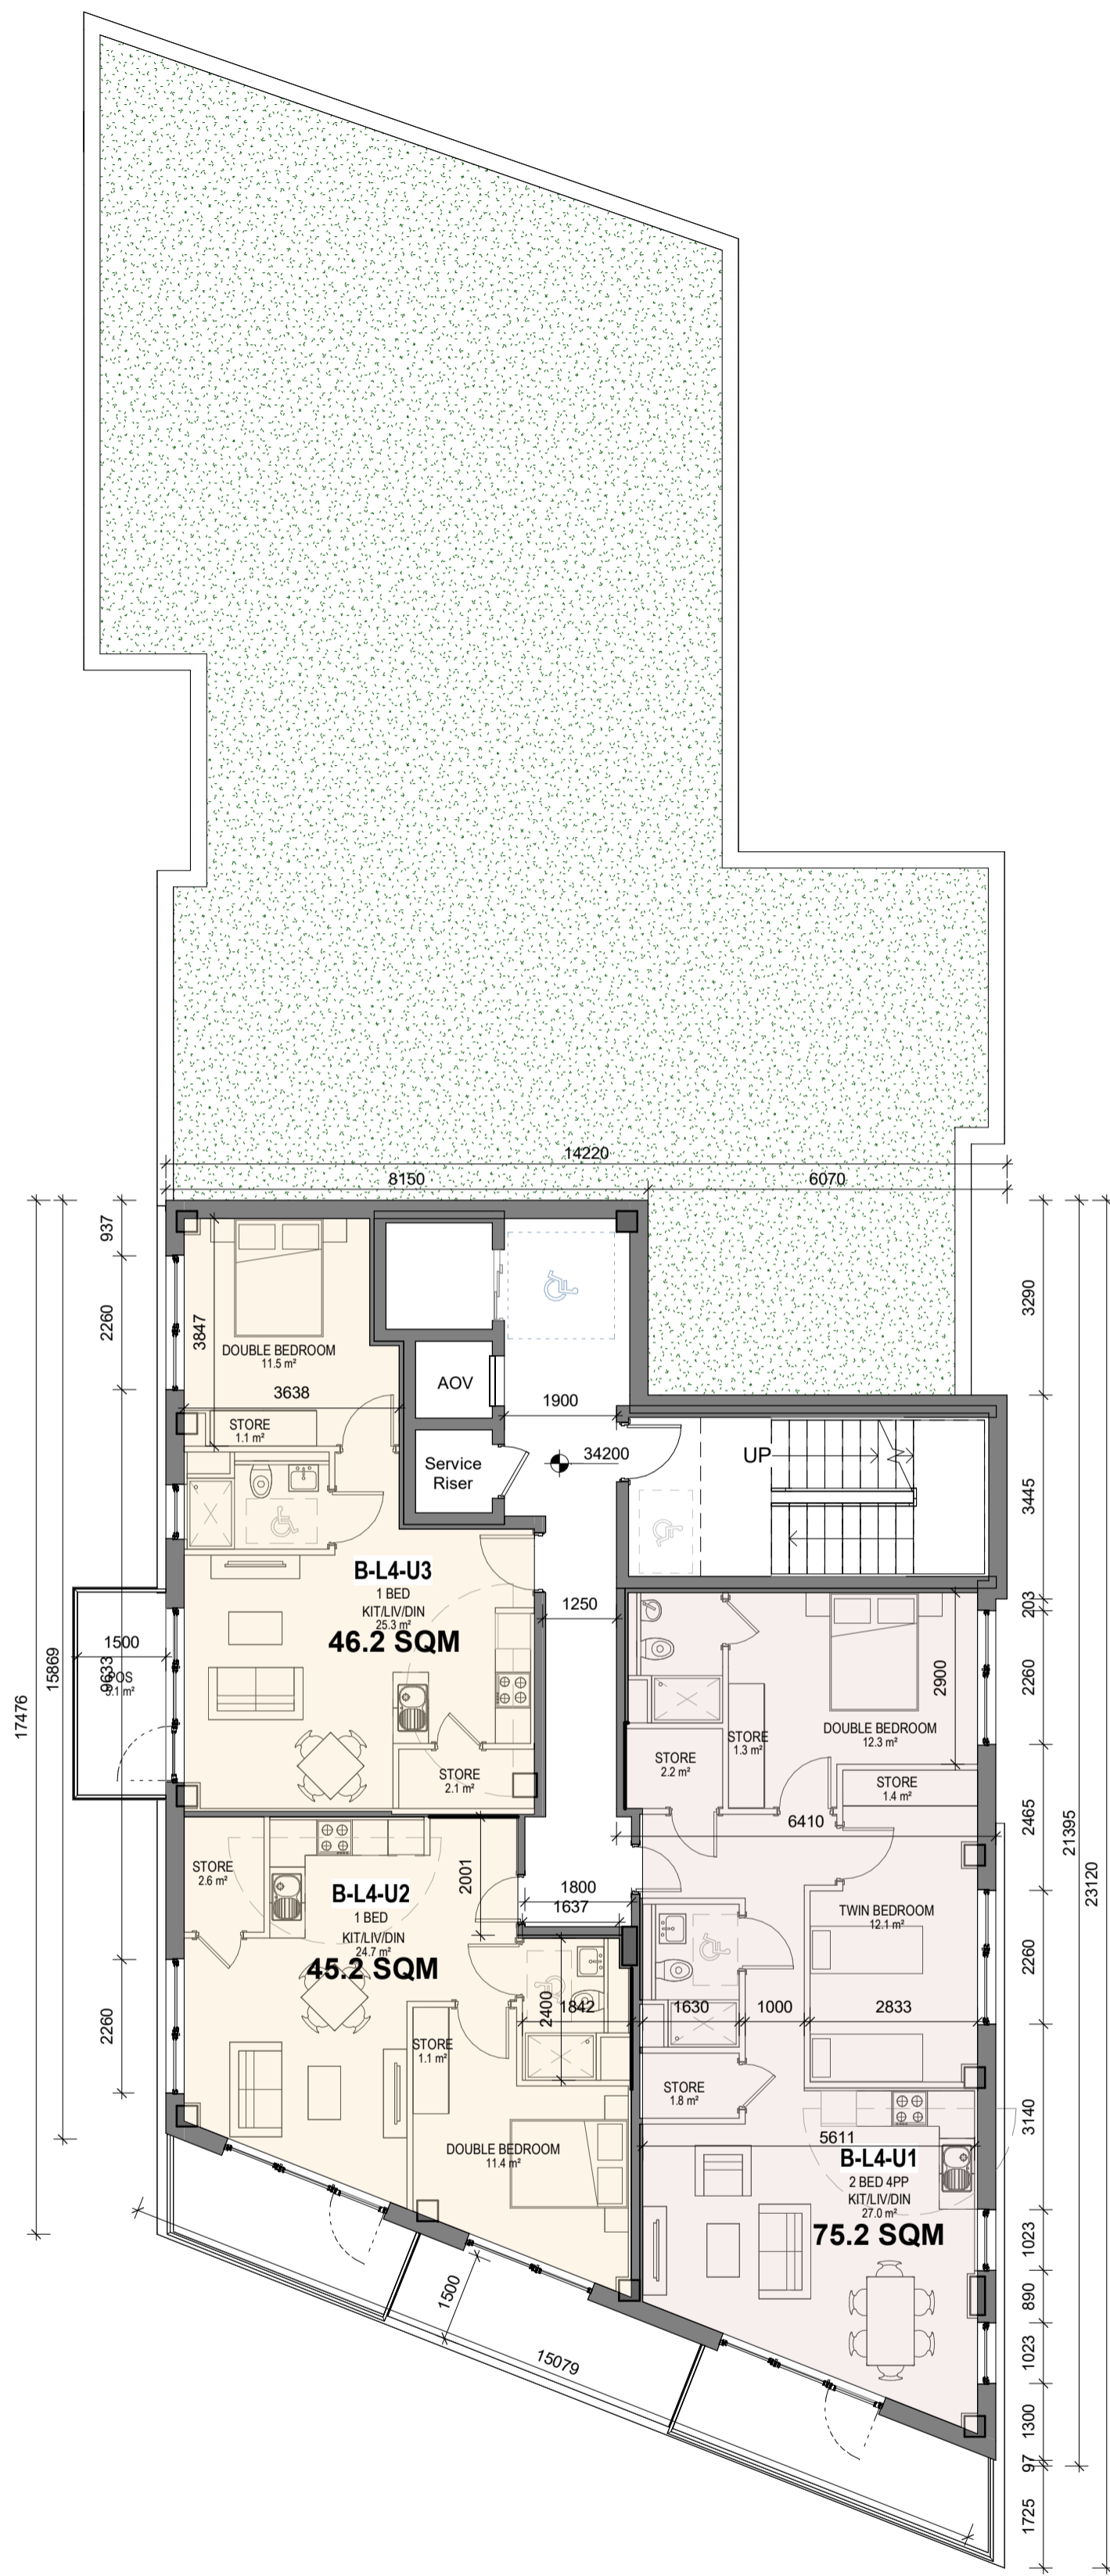 14220
8150
6070
937
2260
9633
2260
15869
17476
3290
3445
203
2260
2465
2260
3140
1023
890
1023
1300
97
1725
21395
23120
3847
DOUBLE BEDROOM
11.5 m²
3638
STORE
1.1 m²
AOV
1900
Service
Riser
34200
UP
B-L4-U3
1 BED
KIT/LIV/DIN
25.3 m²
46.2 SQM
1250
1500
POS
STORE
2.1 m²
2900
DOUBLE BEDROOM
12.3 m²
STORE
1.3 m²
STORE
2.2 m²
STORE
1.4 m²
6410
STORE
2.6 m²
2001
B-L4-U2
1 BED
KIT/LIV/DIN
24.7 m²
45.2 SQM
1800
1637
TWIN BEDROOM
12.1 m²
2400
1842
1630
1000
2833
STORE
1.1 m²
STORE
1.8 m²
DOUBLE BEDROOM
11.4 m²
5611
B-L4-U1
2 BED 4PP
KIT/LIV/DIN
27.0 m²
75.2 SQM
1500
15079